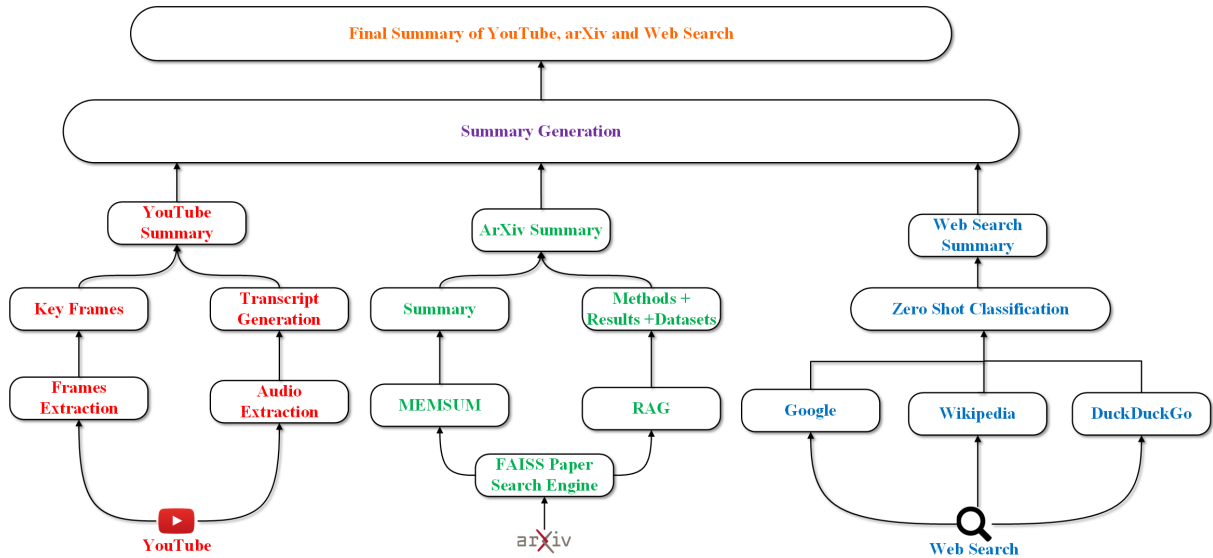 Final Summary of YouTube, arXiv and Web Search
Summary Generation
YouTube
Summary
ArXiv Summary
Web Search
Summary
Key Frames
Transcript
Generation
Summary
Methods +
Results +Datasets
Zero Shot Classification
Frames
Extraction
Audio
Extraction
MEMSUM
RAG
Google
Wikipedia
DuckDuckGo
FAISS Paper
Search Engine
YouTube
arXiv
Web Search